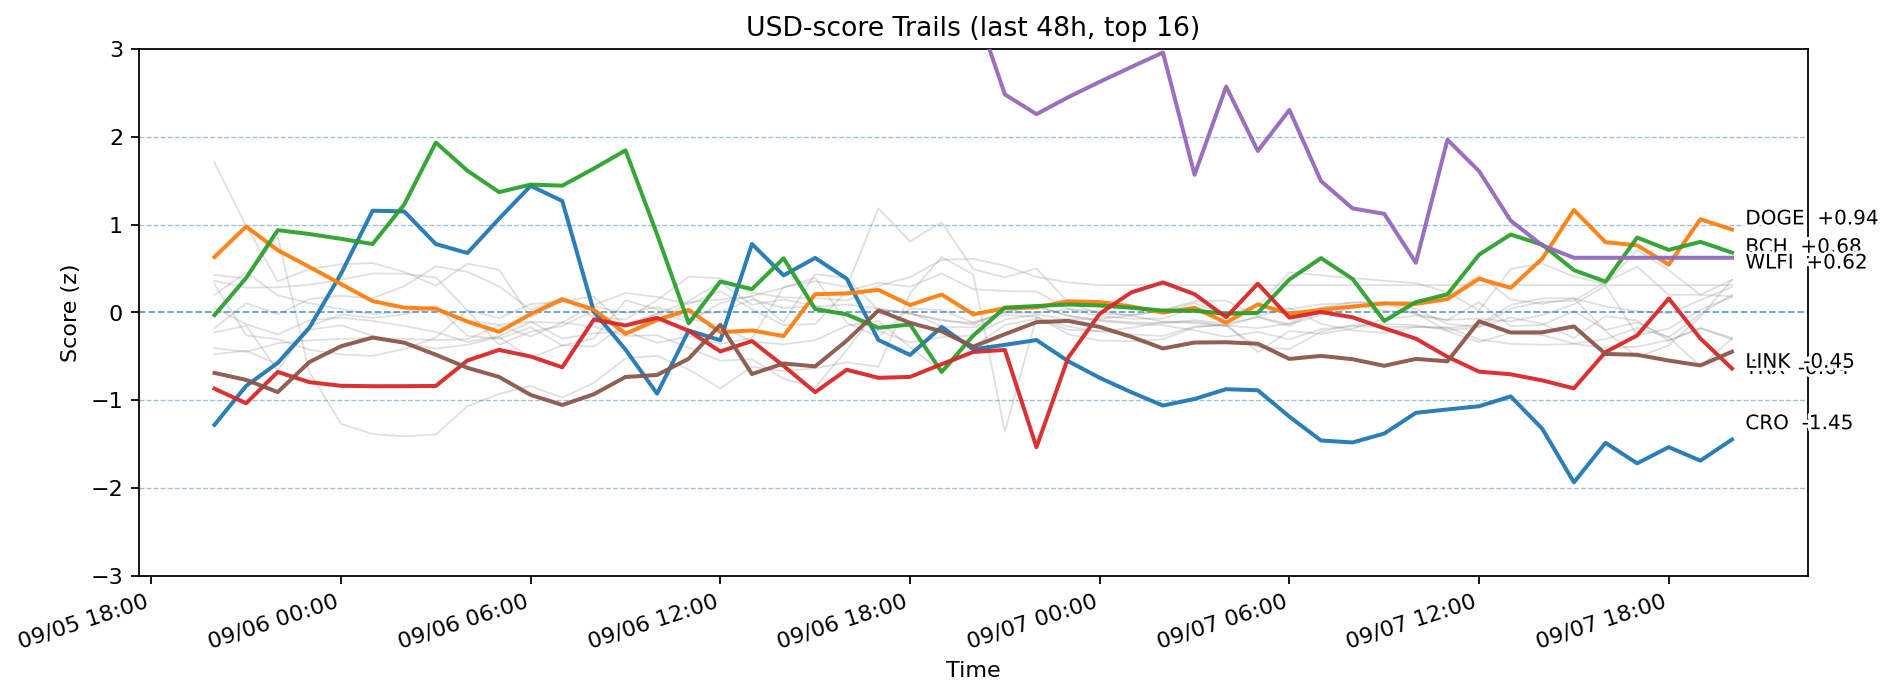 USD-score Trails (last 48h, top 16)
Score (z)
3
2
1
0
−1
−2
−3
DOGE +0.94
BCH +0.68
WLFI +0.62
LINK -0.45
CRO -1.45
09/05 18:00
09/06 00:00
09/06 06:00
09/06 12:00
09/06 18:00
09/07 00:00
09/07 06:00
09/07 12:00
09/07 18:00
Time